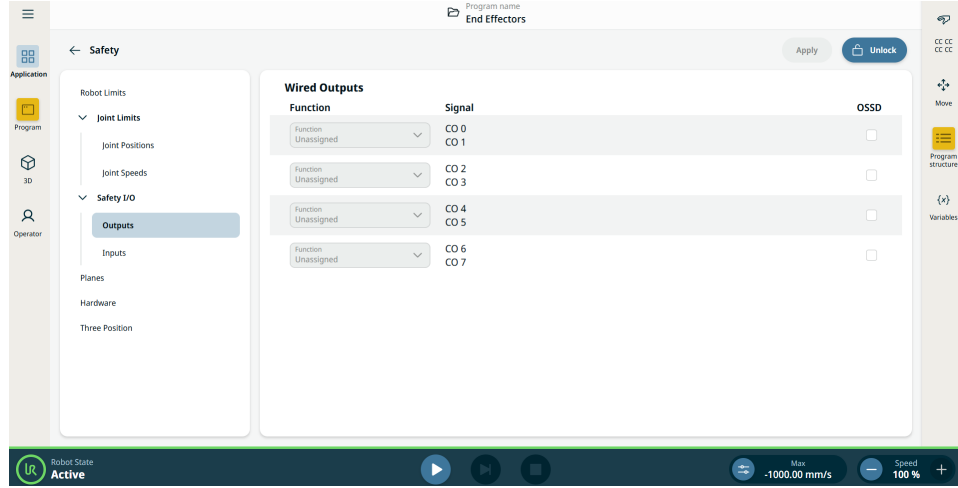 Program name
End Effectors
Safety
Apply
Unlock
Application
Program
3D
Operator
Robot Limits
Joint Limits
Joint Positions
Joint Speeds
Safety I/O
Outputs
Inputs
Planes
Hardware
Three Position
Wired Outputs
Function
Signal
OSSD
Function
Unassigned
CO 0
CO 1
Function
Unassigned
CO 2
CO 3
Function
Unassigned
CO 4
CO 5
Function
Unassigned
CO 6
CO 7
CC CC
CC CC
Move
Program
structure
{x}
Variables
UR
Robot State
Active
Max
-1000.00 mm/s
Speed
100 %